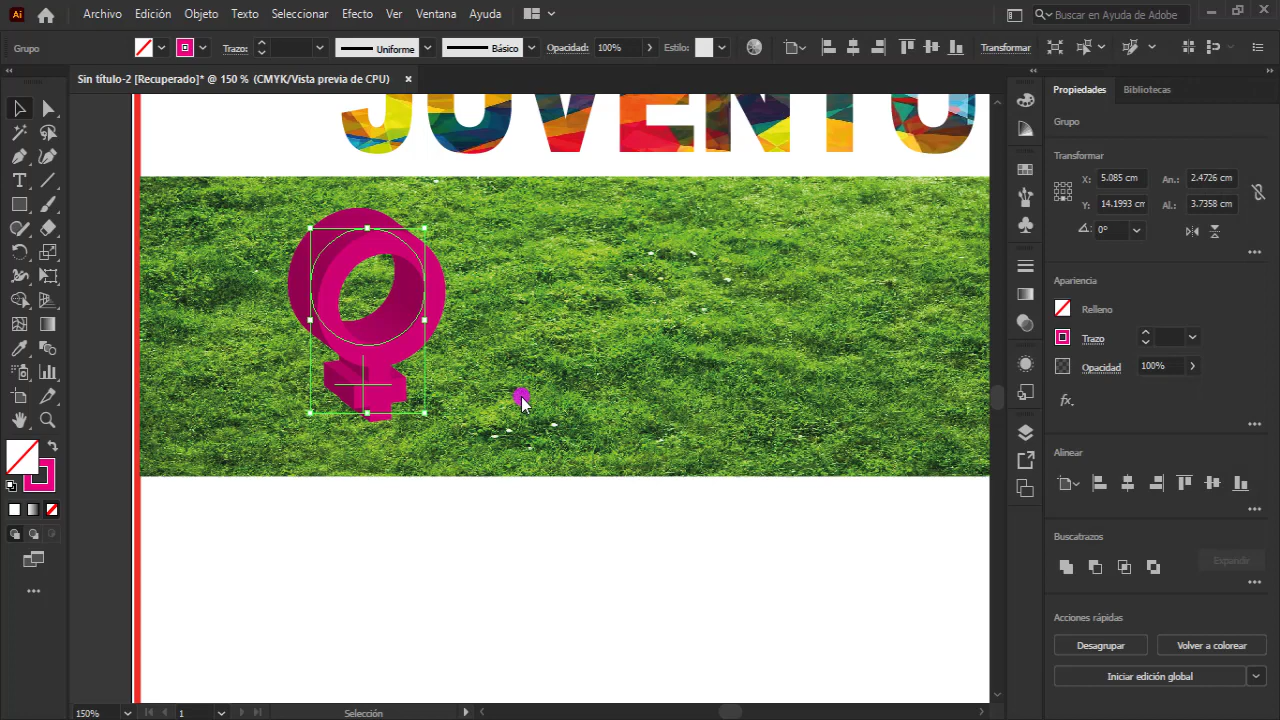 Ai
Archivo Edición Objeto Texto Seleccionar Efecto Ver Ventana Ayuda
Buscar en Ayuda de Adobe
Grupo
Trazo:
Uniforme
Básico
Opacidad: 100%
Estilo:
Transformar
Sin título-2 [Recuperado]* @ 150 % (CMYK/Vista previa de CPU) ×
JUVENTU
Propiedades Bibliotecas
Grupo
Transformar
X: 5.085 cm An.: 2.4726 cm
Y: 14.1993 cm Al.: 3.7358 cm
0°
Apariencia
Relleno
Trazo
Opacidad 100%
fx.
Alinear
Buscatrazos
Expandir
Acciones rápidas
Desagrupar Volver a colorear
Iniciar edición global
150% 1 Selección